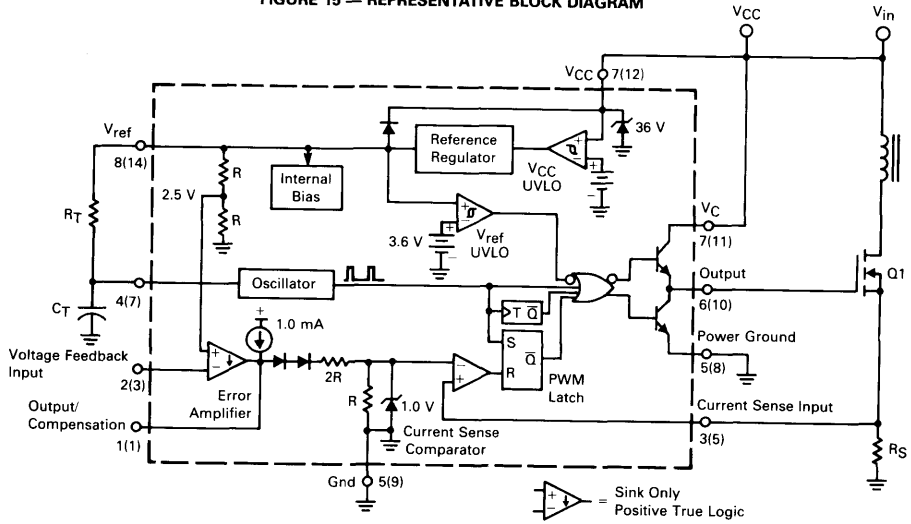 FIGURE 15 — REPRESENTATIVE BLOCK DIAGRAM
VCC
Vin
VCC 7(12)
Vref
8(14)
RT
2.5 V
R
R
Internal
Bias
Reference
Regulator
+
−
VCC
UVLO
+
−
36 V
3.6 V
+
−
+
−
Vref
UVLO
VC
7(11)
Output
6(10)
Q1
4(7)
CT
Oscillator
T Q̅
+
1.0 mA
S
R
Q̅
PWM
Latch
Power Ground
5(8)
Voltage Feedback
Input
2(3)
+
−
Error
Amplifier
2R
R
1.0 V
−
+
Current Sense
Comparator
Output/
Compensation
1(1)
Current Sense Input
3(5)
RS
Gnd 5(9)
+
−
= Sink Only
Positive True Logic